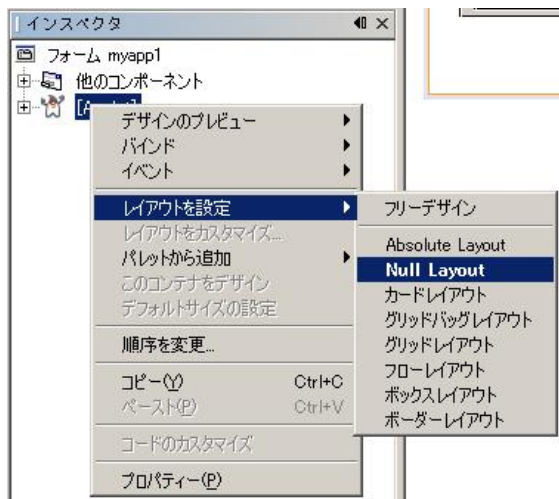 インスペクタ
フォーム myapp1
他のコンポーネント
デザインのプレビュー
バインド
イベント
レイアウトを設定
レイアウトをカスタマイズ...
パレットから追加
このコンテナをデザイン
デフォルトサイズの設定
順序を変更...
コピー(Y) Ctrl+C
ペースト(P) Ctrl+V
コードのカスタマイズ
プロパティー(P)
フリーデザイン
Absolute Layout
Null Layout
カードレイアウト
グリッドバッグレイアウト
グリッドレイアウト
フローレイアウト
ボックスレイアウト
ボーダーレイアウト